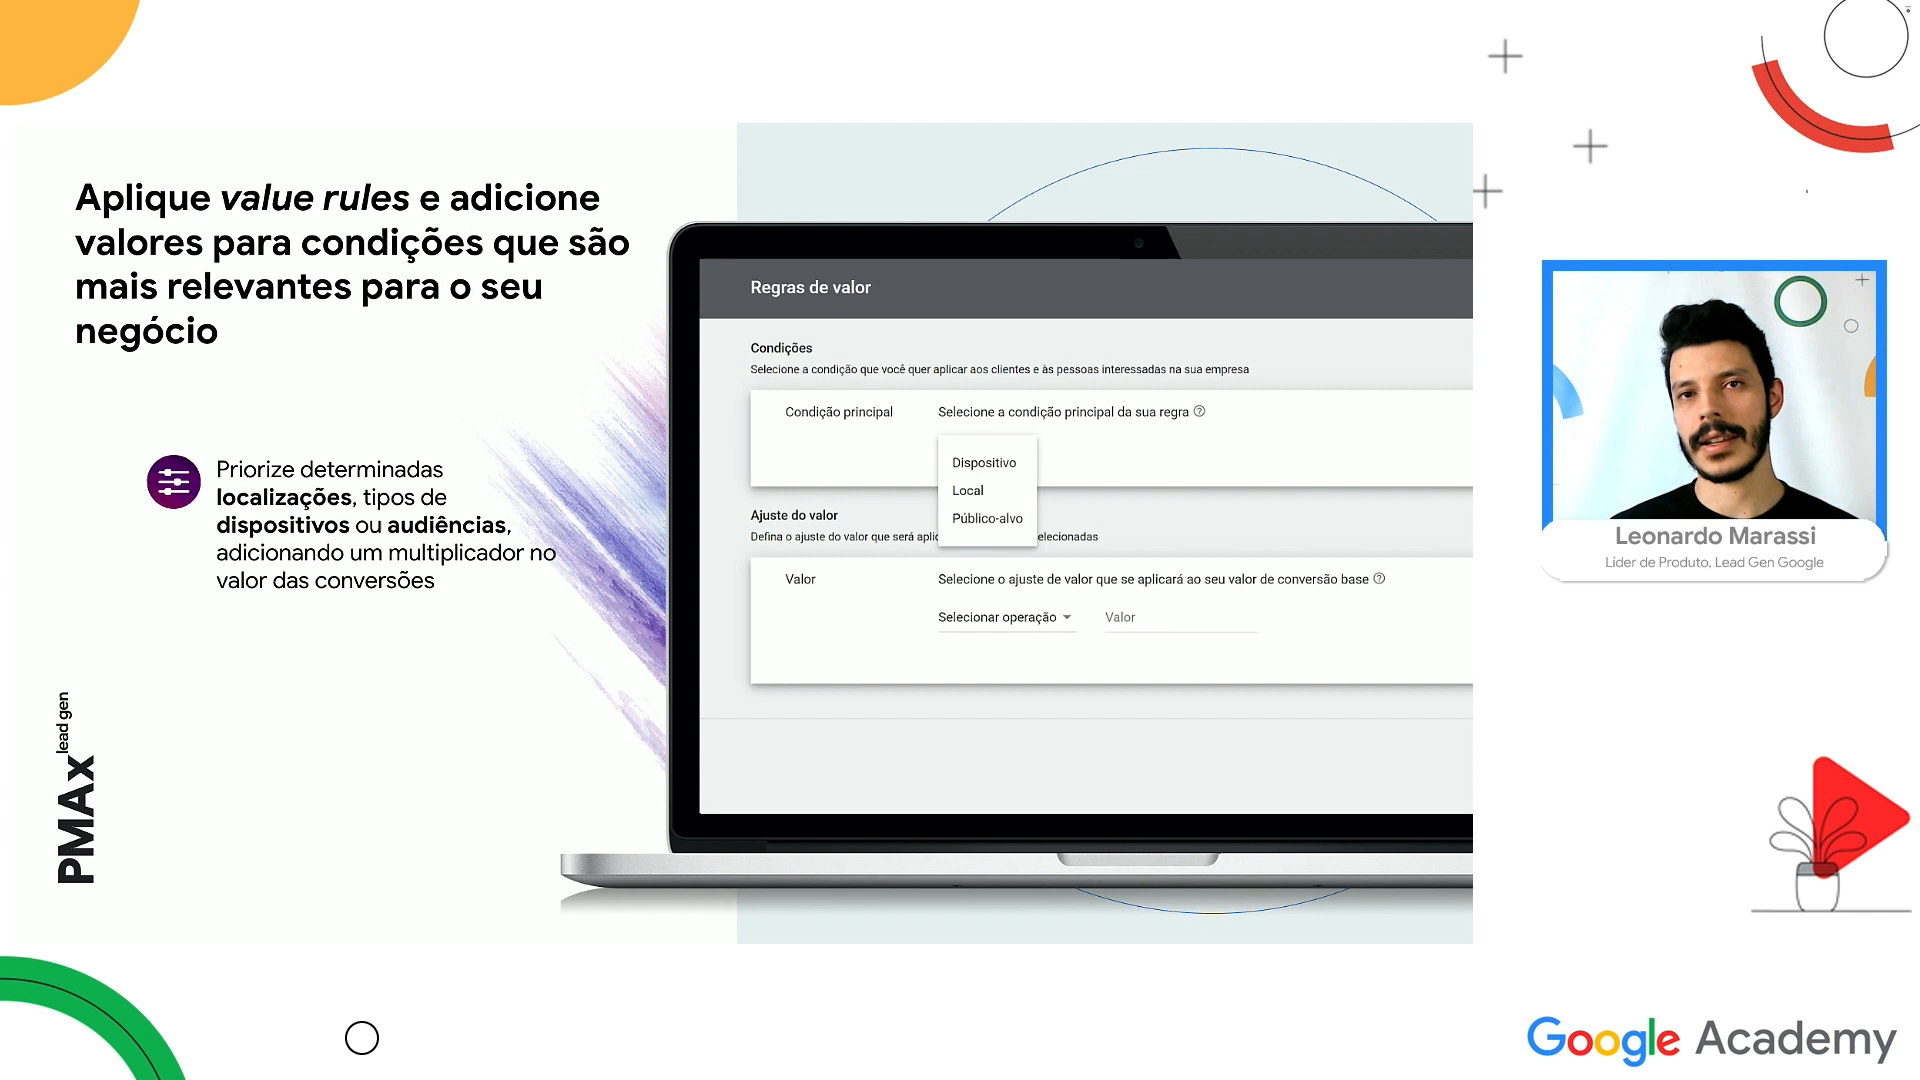 Aplique value rules e adicione
valores para condições que são
mais relevantes para o seu
negócio
Priorize determinadas
localizações, tipos de
dispositivos ou audiências,
adicionando um multiplicador no
valor das conversões
PMAx lead gen
Regras de valor
Condições
Selecione a condição que você quer aplicar aos clientes e às pessoas interessadas na sua empresa
Condição principal
Selecione a condição principal da sua regra
Dispositivo
Local
Público-alvo
Ajuste do valor
Defina o ajuste do valor que será elecionadas
Valor
Selecione o ajuste de valor que se aplicará ao seu valor de conversão base
Selecionar operação
Valor
Leonardo Marassi
Líder de Produto, Lead Gen Google
Google Academy